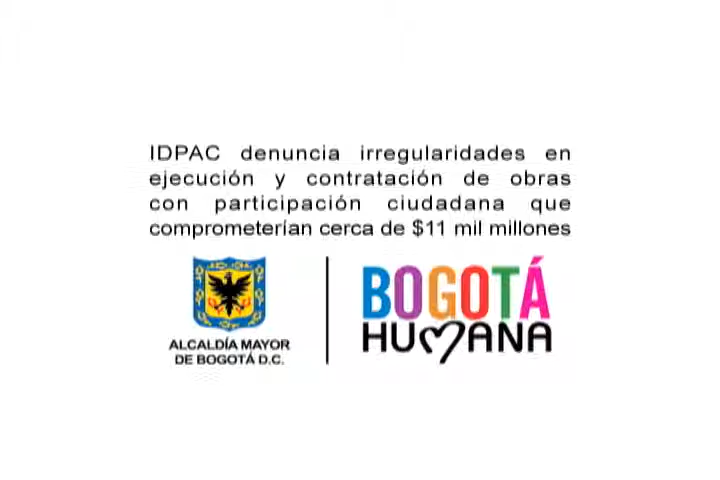 IDPAC denuncia irregularidades en
ejecución y contratación de obras
con participación ciudadana que
comprometerían cerca de $11 mil millones
ALCALDÍA MAYOR
DE BOGOTÁ D.C.
BOGOTÁ
HUMANA